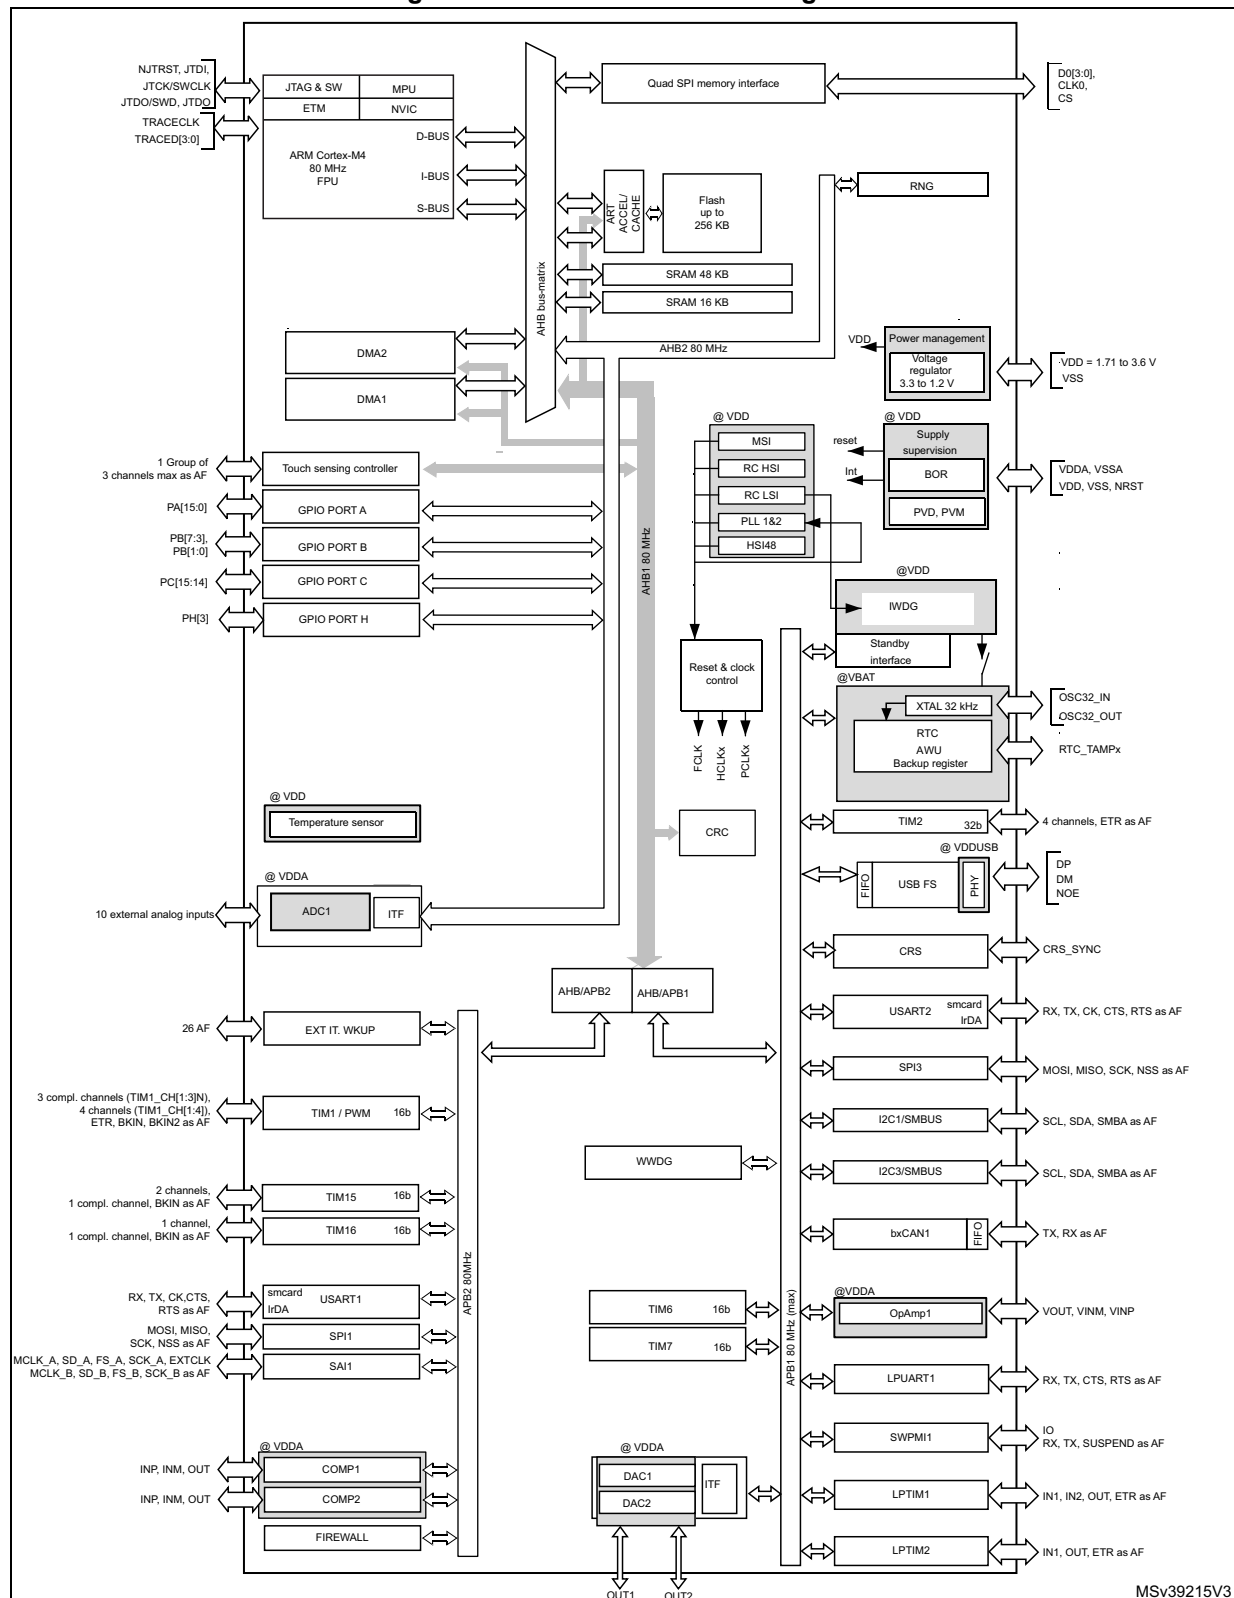 NJTRST, JTDI,
JTCK/SWCLK
JTDO/SWD, JTDO
TRACECLK
TRACED[3:0]
JTAG & SW
MPU
ETM
NVIC
ARM Cortex-M4
80 MHz
FPU
D-BUS
I-BUS
S-BUS
AHB bus-matrix
Quad SPI memory interface
D0[3:0],
CLK0,
CS
ART
ACCEL/
CACHE
Flash
up to
256 KB
RNG
SRAM 48 KB
SRAM 16 KB
AHB2 80 MHz
DMA2
DMA1
VDD
Power management
Voltage
regulator
3.3 to 1.2 V
VDD = 1.71 to 3.6 V
VSS
@ VDD
MSI
RC HSI
RC LSI
PLL 1&2
HSI48
@ VDD
reset
Int
Supply
supervision
BOR
PVD, PVM
VDDA, VSSA
VDD, VSS, NRST
1 Group of
3 channels max as AF
Touch sensing controller
PA[15:0]
GPIO PORT A
PB[7:3],
PB[1:0]
GPIO PORT B
PC[15:14]
GPIO PORT C
PH[3]
GPIO PORT H
AHB1 80 MHz
@VDD
IWDG
Standby
interface
Reset & clock
control
FCLK
HCLKx
PCLKx
@VBAT
XTAL 32 kHz
RTC
AWU
Backup register
OSC32_IN
OSC32_OUT
RTC_TAMPx
@ VDD
Temperature sensor
CRC
TIM2
32b
4 channels, ETR as AF
@ VDDUSB
FIFO
USB FS
PHY
DP
DM
NOE
@ VDDA
10 external analog inputs
ADC1
ITF
CRS
CRS_SYNC
AHB/APB2
AHB/APB1
26 AF
EXT IT. WKUP
USART2
smcard
IrDA
RX, TX, CK, CTS, RTS as AF
SPI3
MOSI, MISO, SCK, NSS as AF
3 compl. channels (TIM1_CH[1:3]N),
4 channels (TIM1_CH[1:4]),
ETR, BKIN, BKIN2 as AF
TIM1 / PWM
16b
I2C1/SMBUS
SCL, SDA, SMBA as AF
WWDG
I2C3/SMBUS
SCL, SDA, SMBA as AF
2 channels,
1 compl. channel, BKIN as AF
TIM15
16b
1 channel,
1 compl. channel, BKIN as AF
TIM16
16b
bxCAN1
FIFO
TX, RX as AF
APB2 80MHz
APB1 80 MHz (max)
RX, TX, CK,CTS,
RTS as AF
smcard
IrDA
USART1
TIM6
16b
TIM7
16b
@VDDA
OpAmp1
VOUT, VINM, VINP
MOSI, MISO,
SCK, NSS as AF
SPI1
MCLK_A, SD_A, FS_A, SCK_A, EXTCLK
MCLK_B, SD_B, FS_B, SCK_B as AF
SAI1
LPUART1
RX, TX, CTS, RTS as AF
SWPMI1
IO
RX, TX, SUSPEND as AF
@ VDDA
INP, INM, OUT
COMP1
INP, INM, OUT
COMP2
FIREWALL
@ VDDA
DAC1
DAC2
ITF
OUT1
OUT2
LPTIM1
IN1, IN2, OUT, ETR as AF
LPTIM2
IN1, OUT, ETR as AF
MSv39215V3